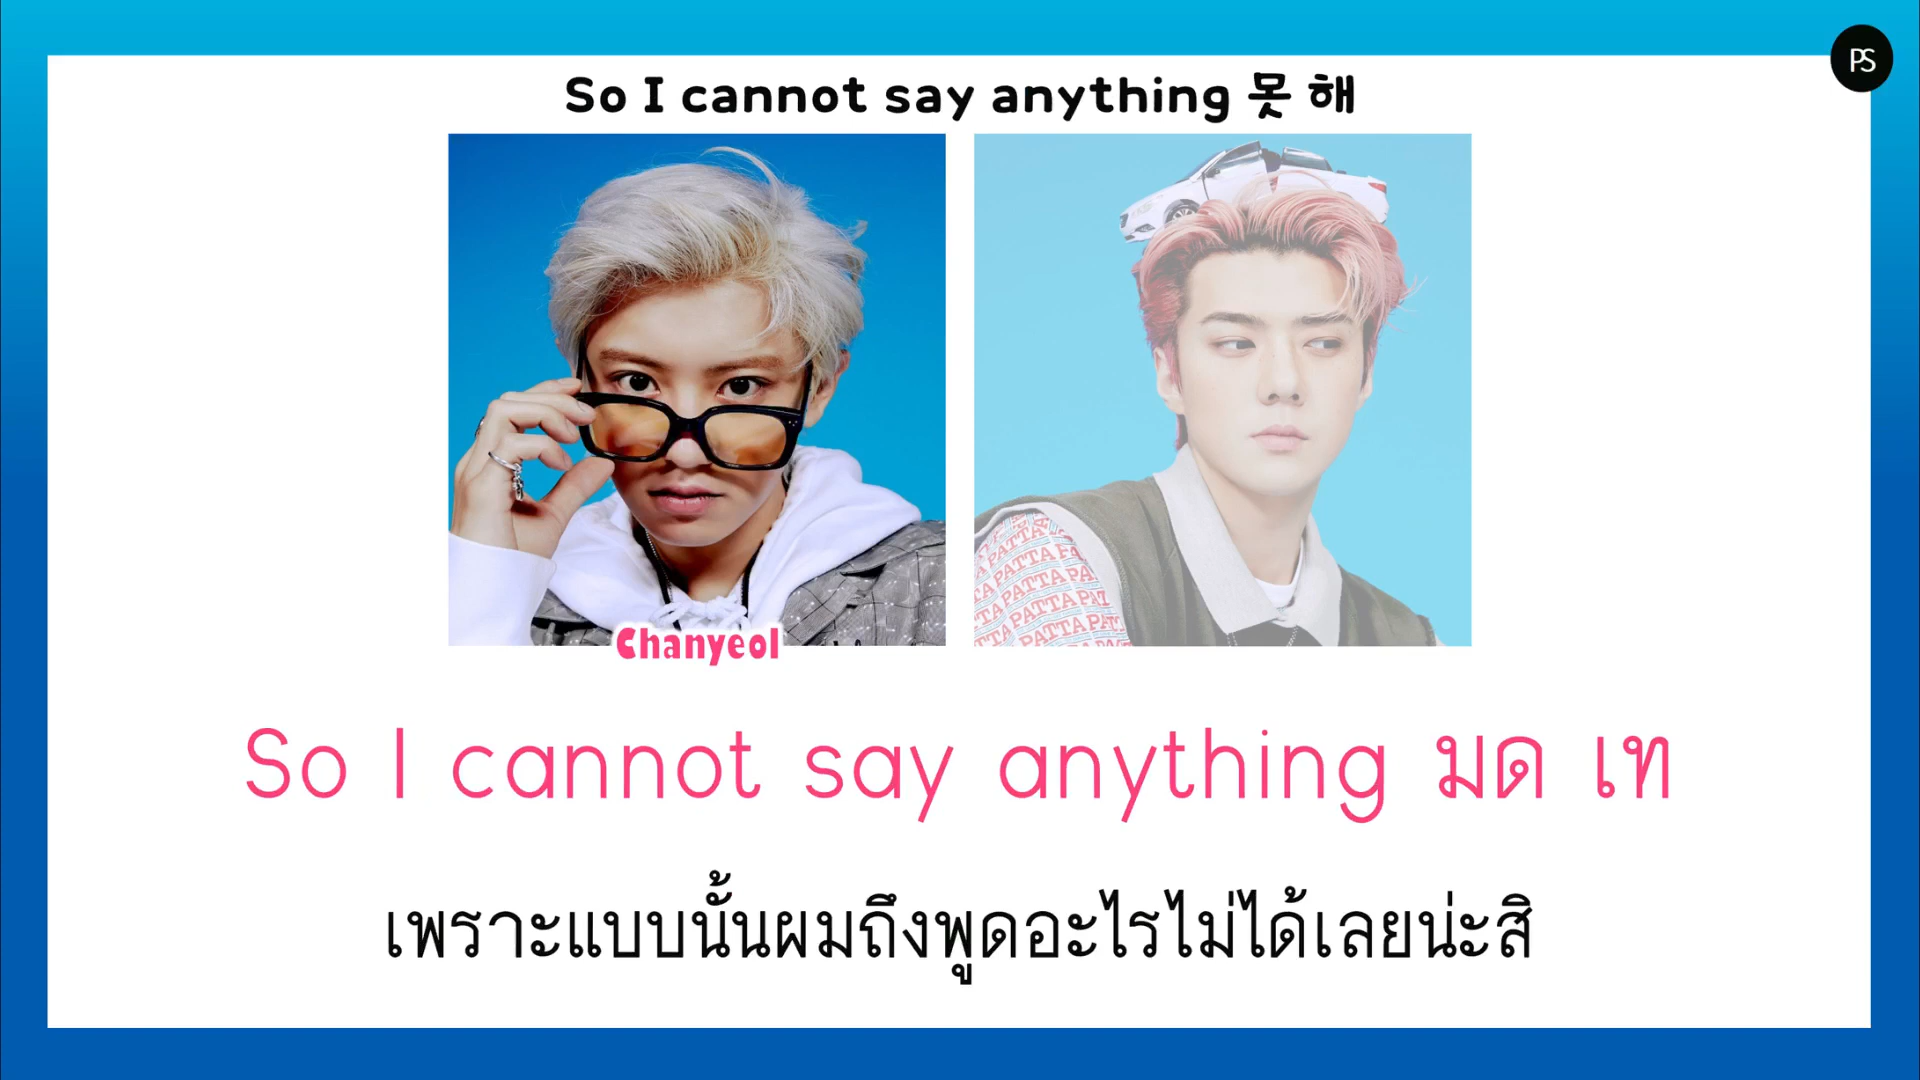 PS
So I cannot say anything 못 해
PATTA PATTA
Chanyeol
So I cannot say anything มด เท
เพราะแบบนั้นผมถึงพูดอะไรไม่ได้เลยน่ะสิ